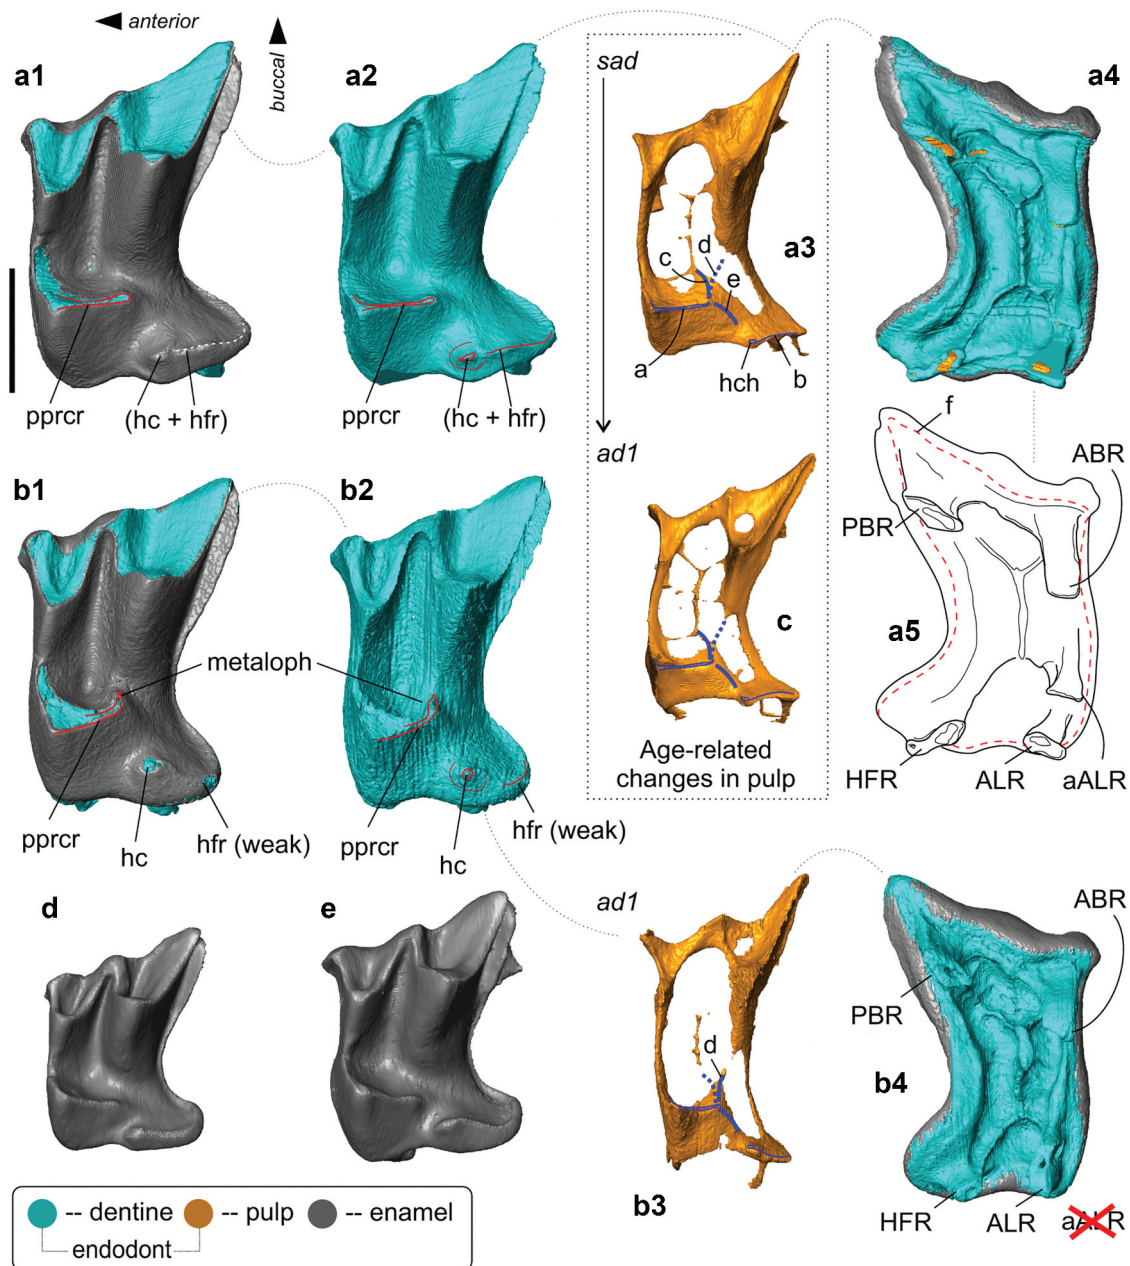 anterior
buccal
a1
a2
sad
a4
c
d
a3
e
a
hch
b
pprcr
(hc + hfr)
pprcr
(hc + hfr)
f
ad1
ABR
b1
b2
PBR
c
a5
metaloph
Age-related
changes in pulp
HFR
ALR
aALR
pprcr
hc
hfr (weak)
pprcr
hc
hfr (weak)
d
e
ad1
ABR
PBR
d
b4
b3
HFR
ALR
aALR
-- dentine
-- pulp
-- enamel
endodont